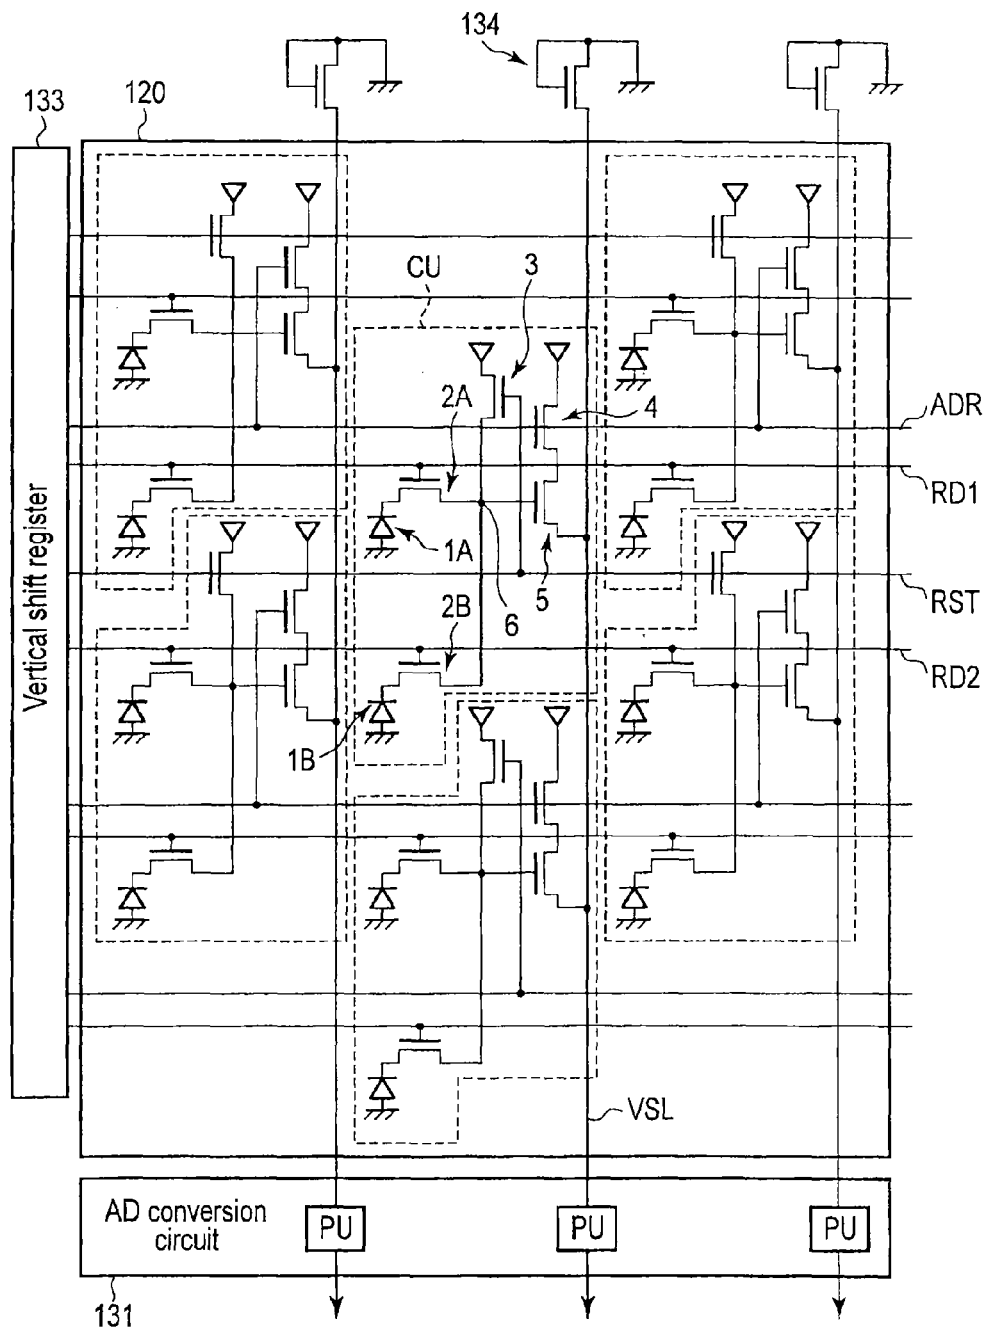 134
133
120
CU
3
2A
4
ADR
RD1
1A
5
RST
6
2B
RD2
1B
Vertical shift register
VSL
AD conversion
circuit
PU
PU
PU
131